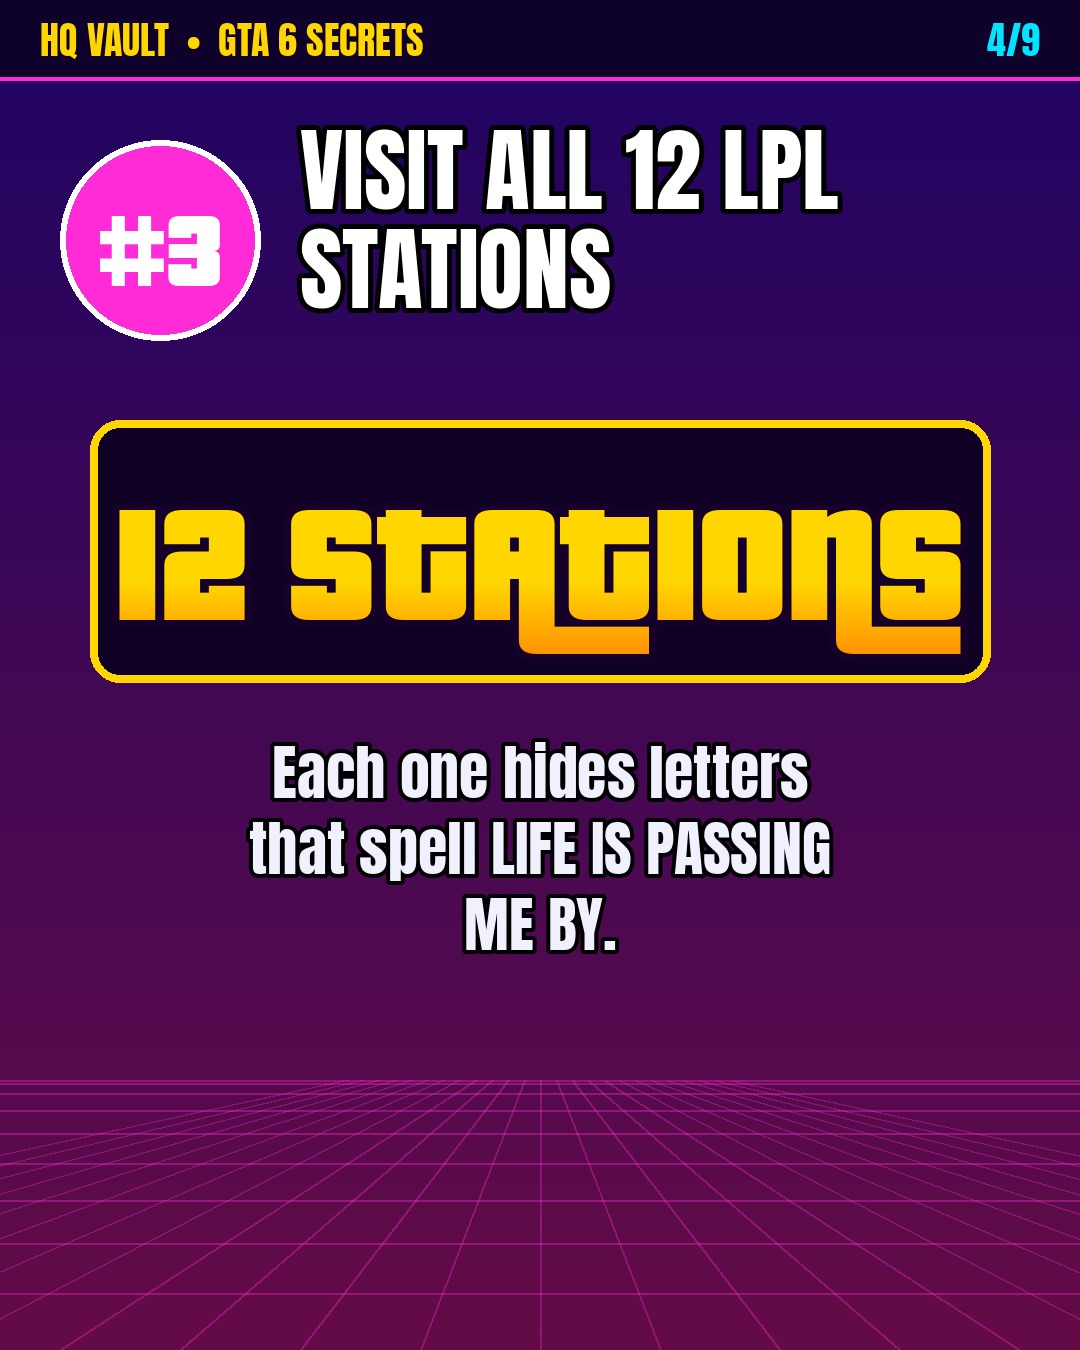 HQ VAULT • GTA 6 SECRETS
4/9
#3
VISIT ALL 12 LPL
STATIONS
12 StAtIOnS
Each one hides letters
that spell LIFE IS PASSING
ME BY.